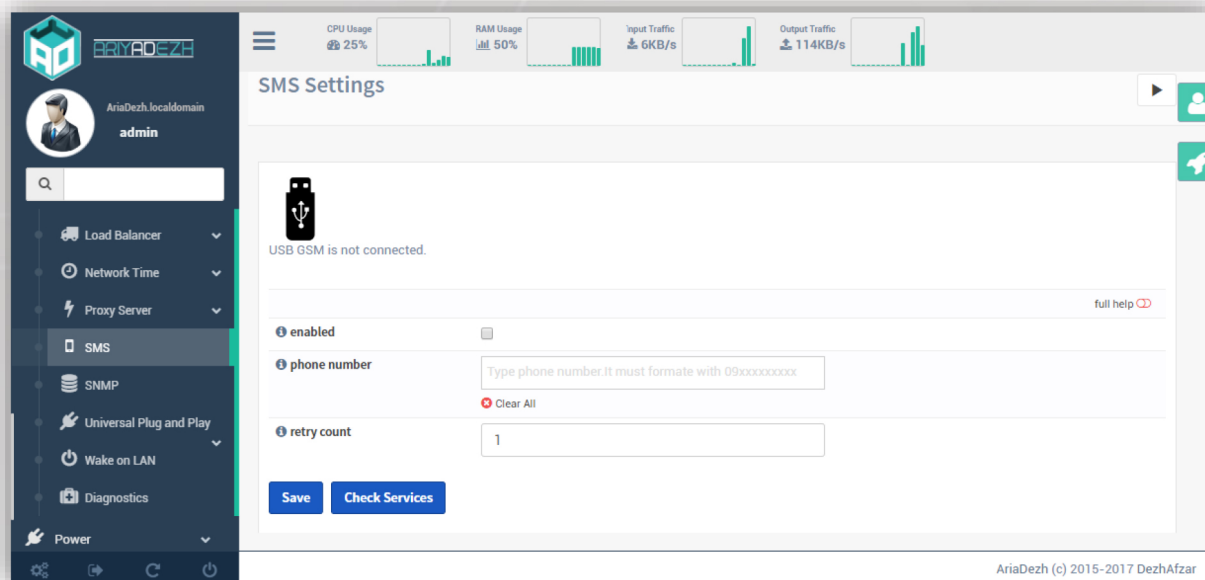 ARIYADEZH
AriaDezh.localdomain
admin
Load Balancer
Network Time
Proxy Server
SMS
SNMP
Universal Plug and Play
Wake on LAN
Diagnostics
Power
CPU Usage
25%
RAM Usage
50%
Input Traffic
6KB/s
Output Traffic
114KB/s
SMS Settings
USB GSM is not connected.
full help
enabled
phone number
Type phone number.It must formate with 09xxxxxxxxx
Clear All
retry count
1
Save
Check Services
AriaDezh (c) 2015-2017 DezhAfzar